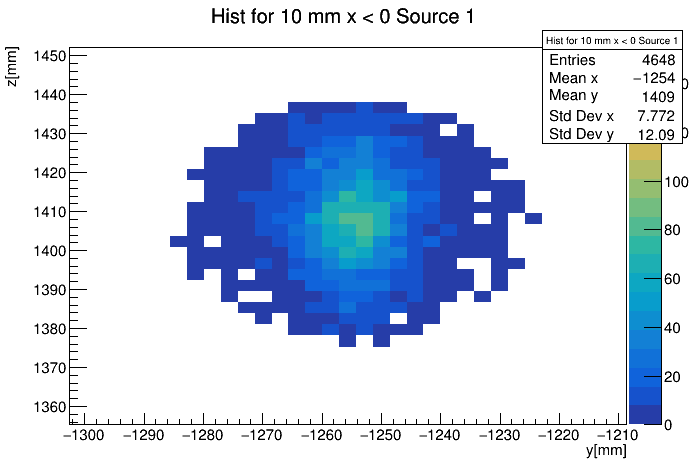 Hist for 10 mm x < 0 Source 1
z[mm]
1450
1440
1430
1420
1410
1400
1390
1380
1370
1360
−1300 −1290 −1280 −1270 −1260 −1250 −1240 −1230 −1220 −1210
y[mm]
Hist for 10 mm x < 0 Source 1
Entries 4648
Mean x −1254
Mean y 1409
Std Dev x 7.772
Std Dev y 12.09
100
80
60
40
20
0